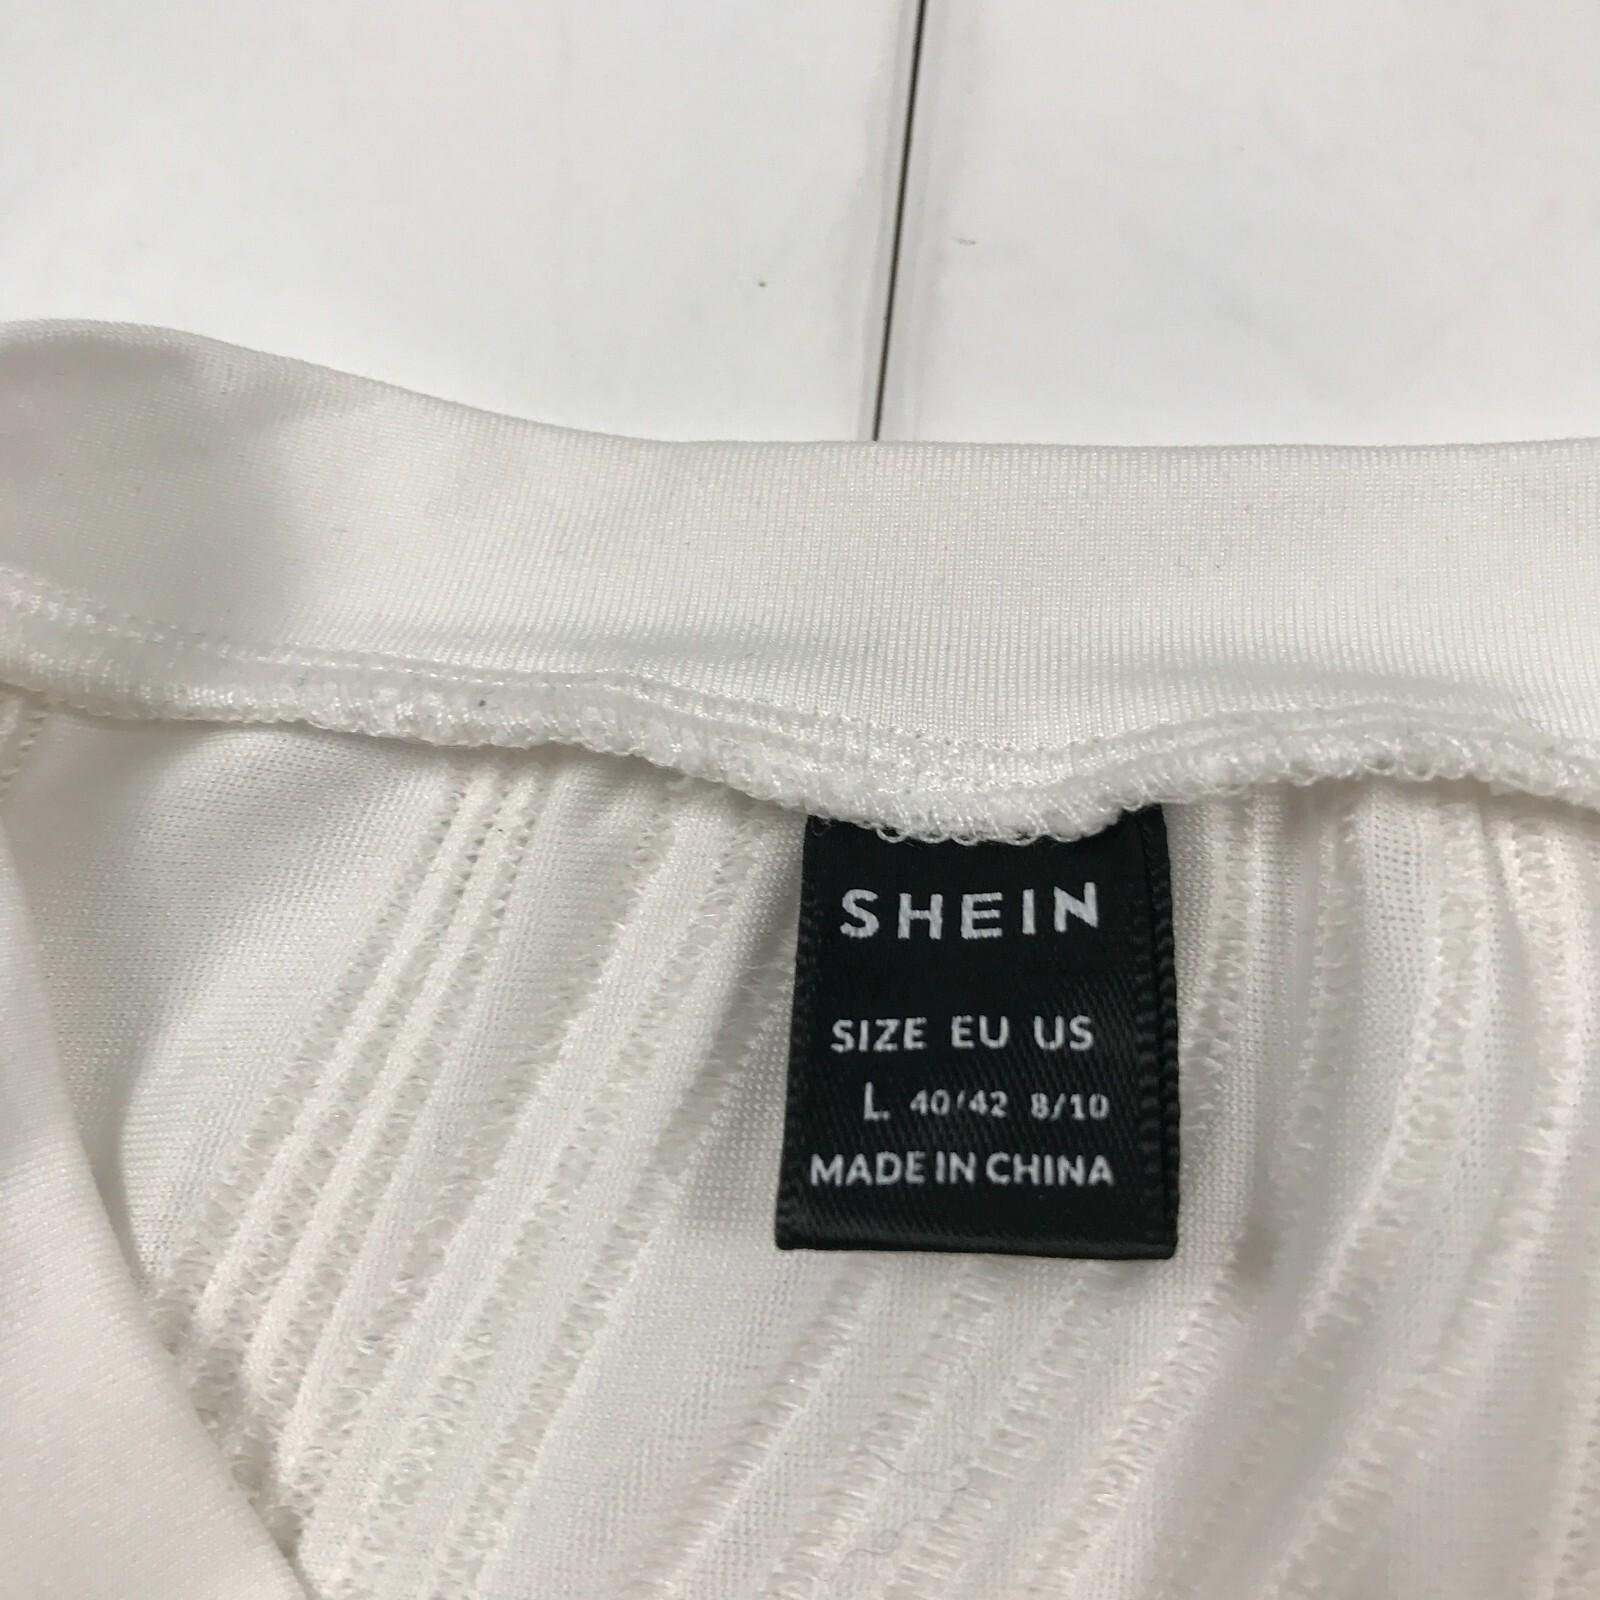 SHEIN
SIZE EU US
L 40/42 8/10
MADE IN CHINA